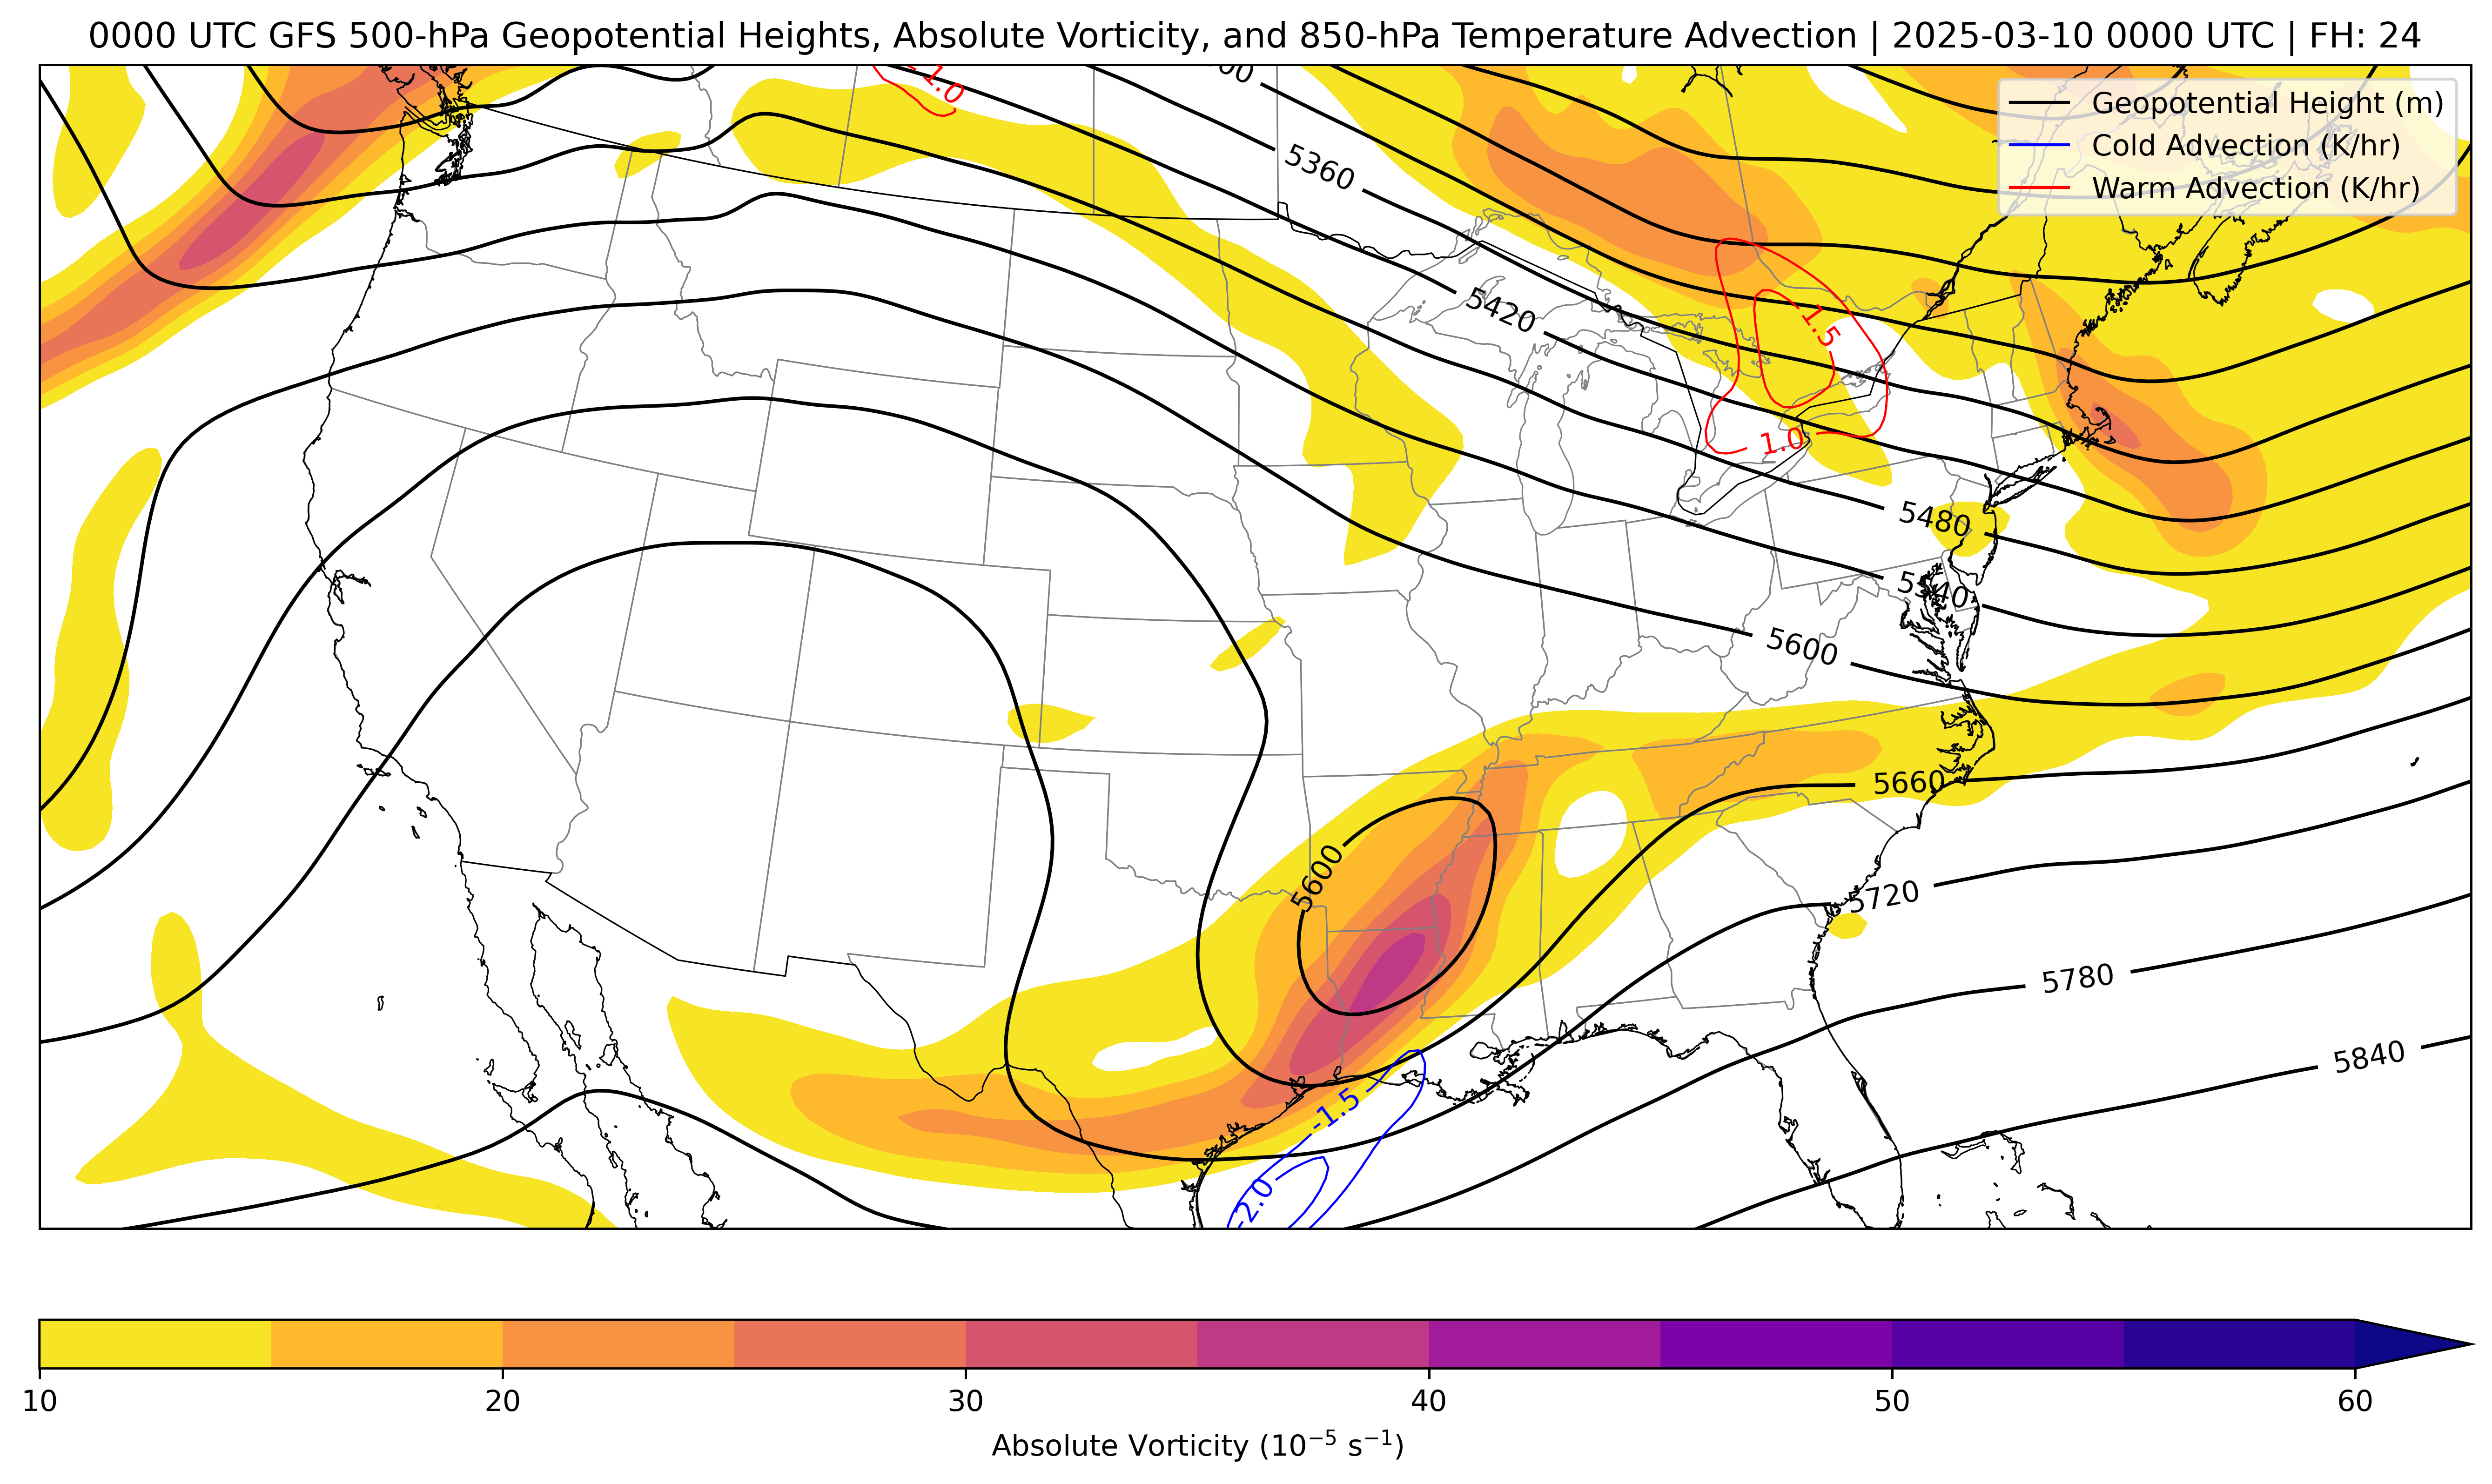 0000 UTC GFS 500-hPa Geopotential Heights, Absolute Vorticity, and 850-hPa Temperature Advection | 2025-03-10 0000 UTC | FH: 24
-1.0
Geopotential Height (m)
Cold Advection (K/hr)
Warm Advection (K/hr)
5360
5420
1.5
1.0
5480
5540
5600
5660
5600
5720
5780
5840
-1.5
-2.0
10 20 30 40 50 60
Absolute Vorticity (10⁻⁵ s⁻¹)